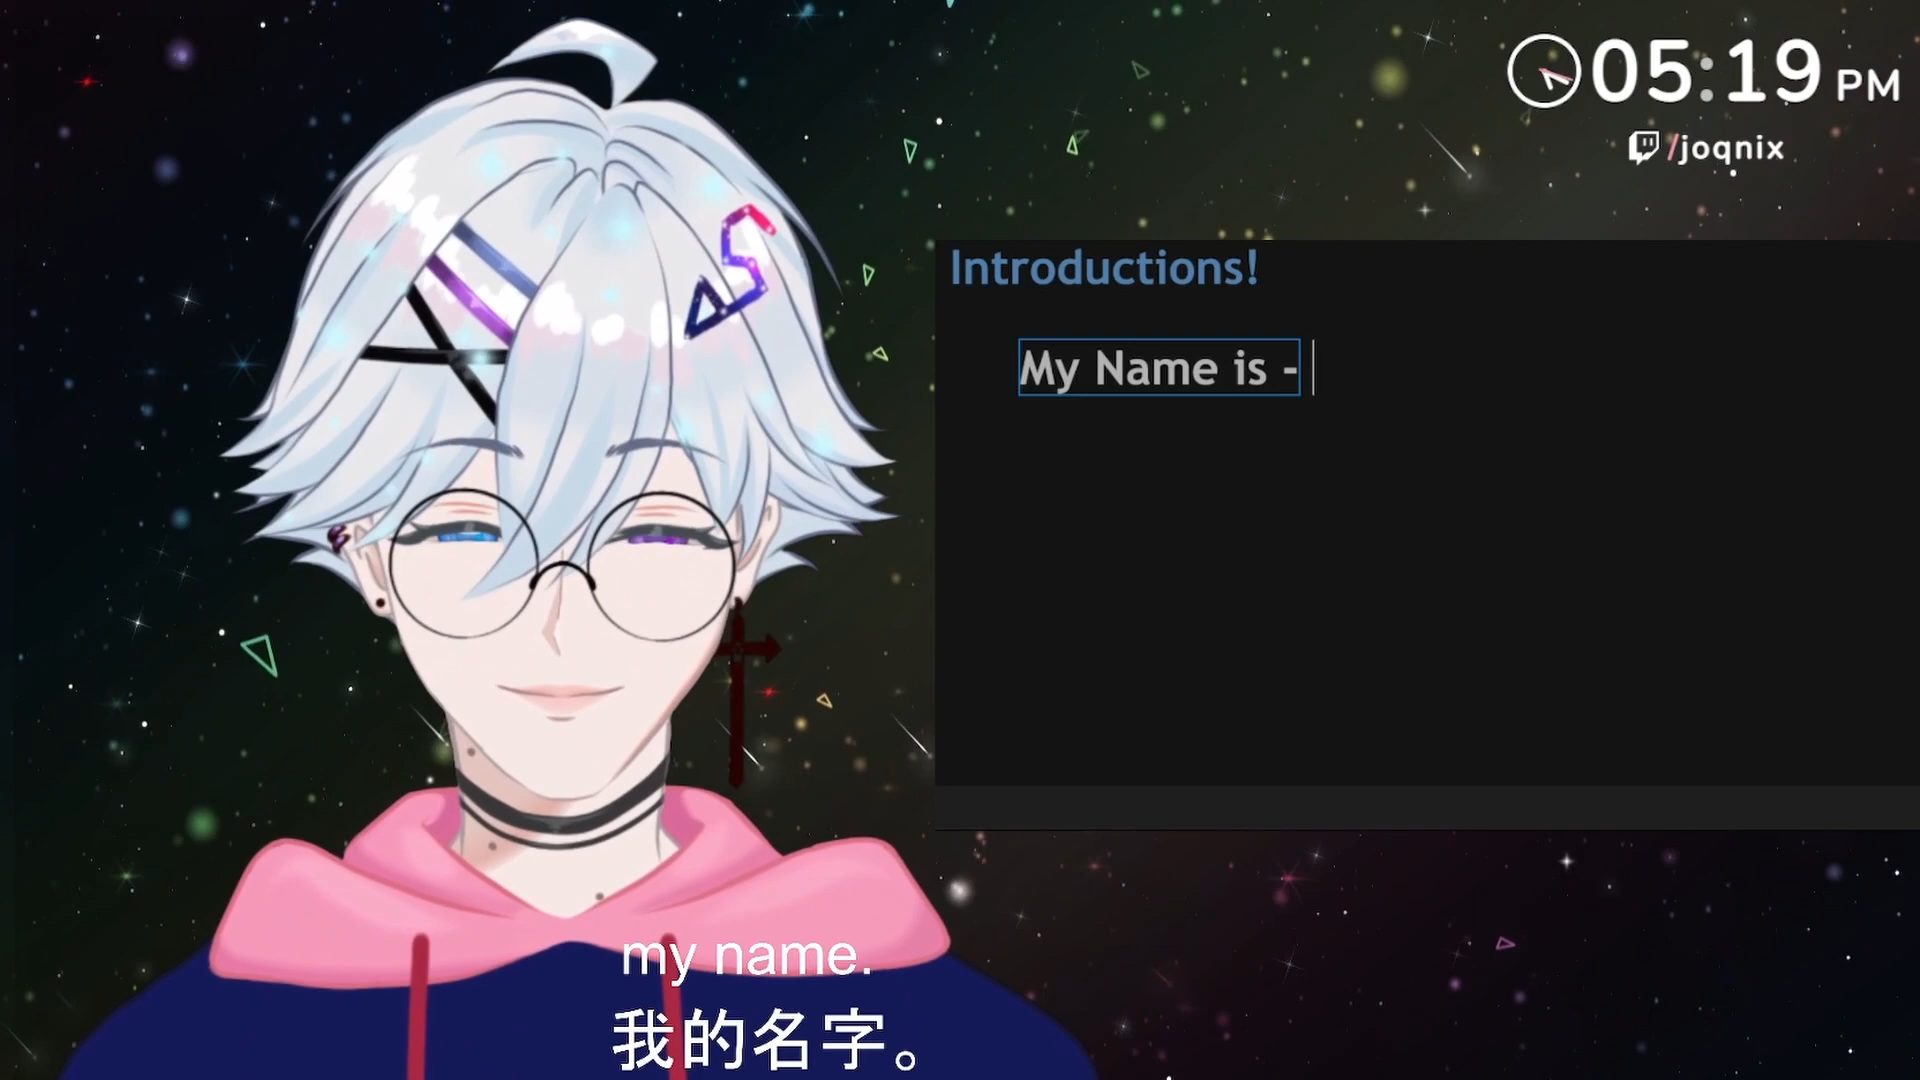 05:19 PM
/joqnix
Introductions!
My Name is -
my name.
我的名字。